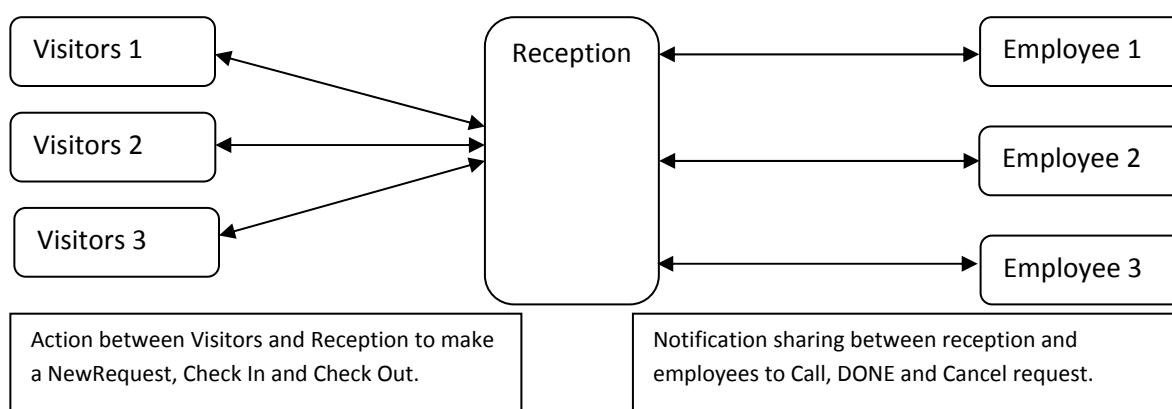 Visitors 1
Visitors 2
Visitors 3
Reception
Employee 1
Employee 2
Employee 3
Action between Visitors and Reception to make
a NewRequest, Check In and Check Out.
Notification sharing between reception and
employees to Call, DONE and Cancel request.